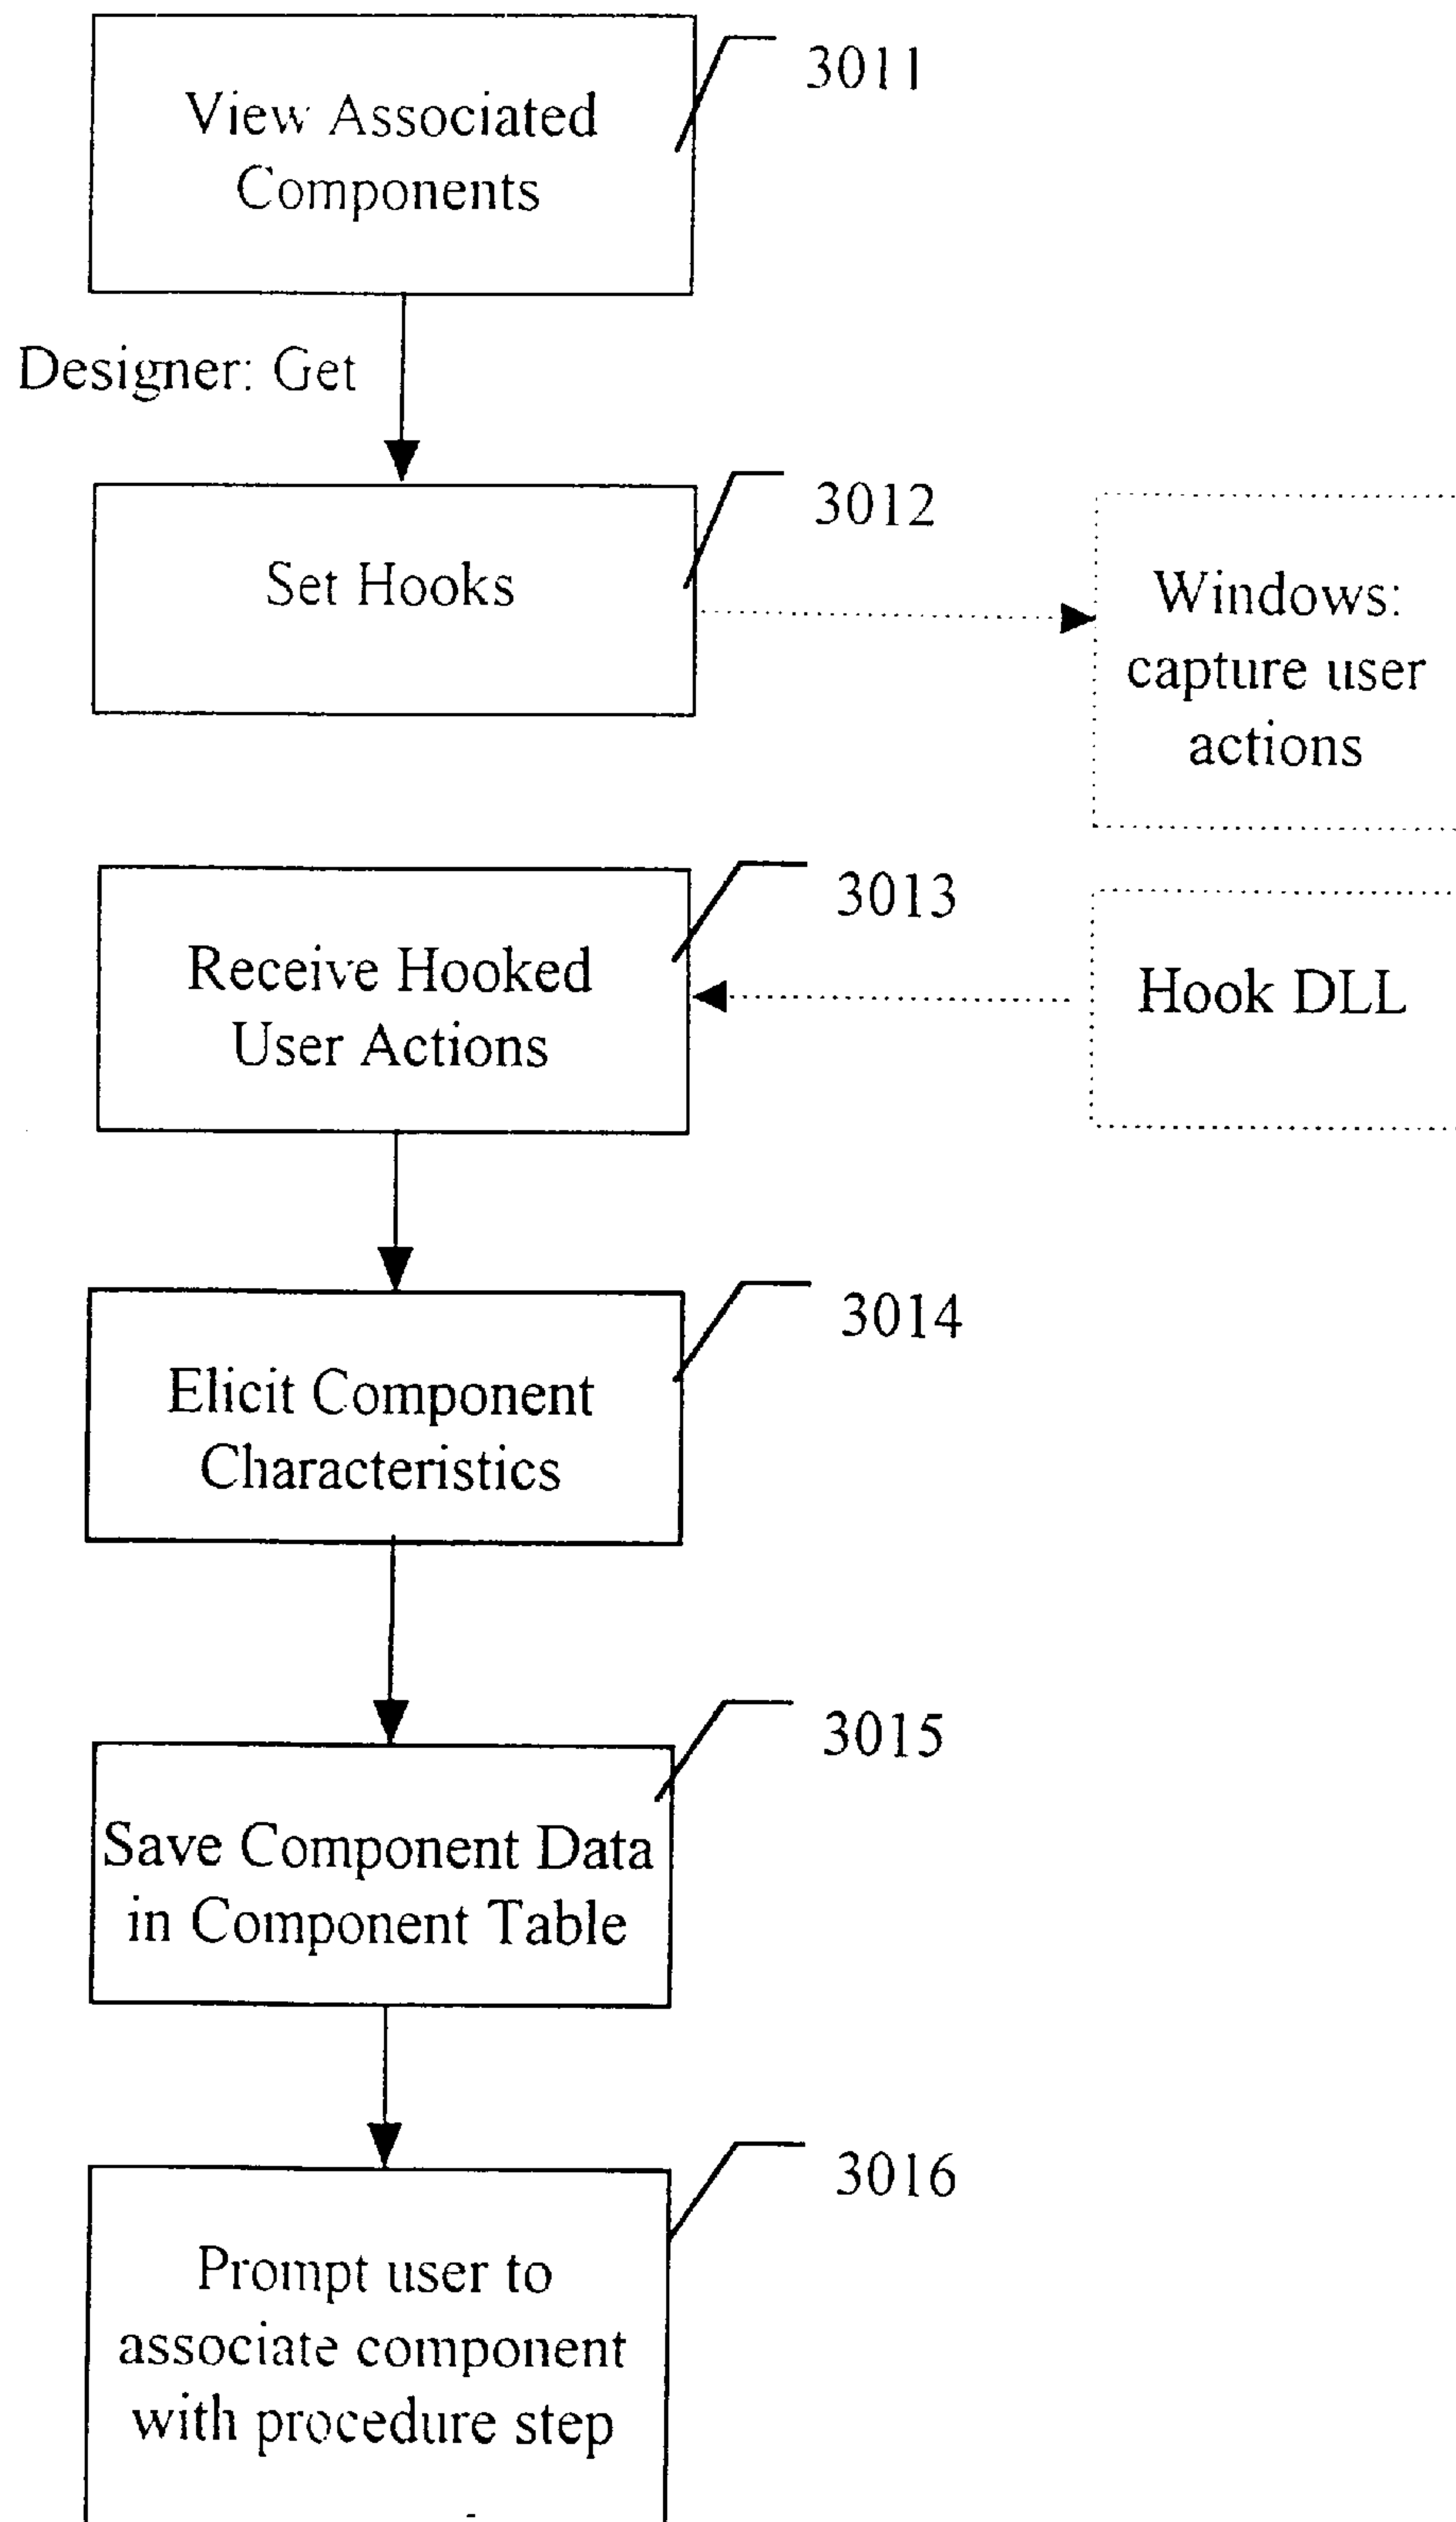 3011
View Associated
Components
Designer: Get
3012
Set Hooks
Windows:
capture user
actions
3013
Receive Hooked
User Actions
Hook DLL
3014
Elicit Component
Characteristics
3015
Save Component Data
in Component Table
3016
Prompt user to
associate component
with procedure step